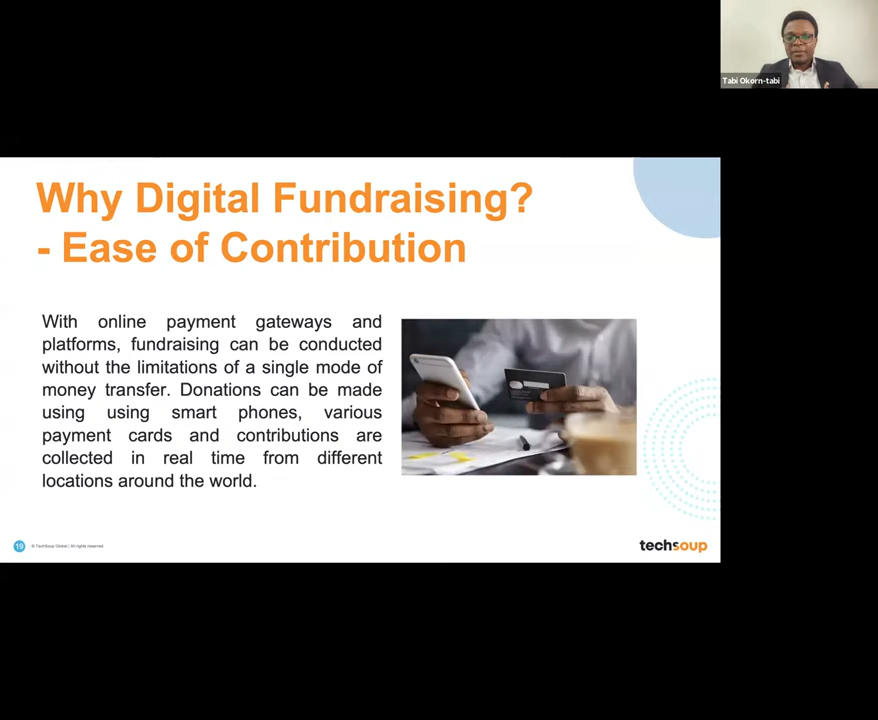 Tabi Okorn-tabi
Why Digital Fundraising?
- Ease of Contribution
With online payment gateways and
platforms, fundraising can be conducted
without the limitations of a single mode of
money transfer. Donations can be made
using using smart phones, various
payment cards and contributions are
collected in real time from different
locations around the world.
19
© TechSoup Global | All rights reserved
techsoup